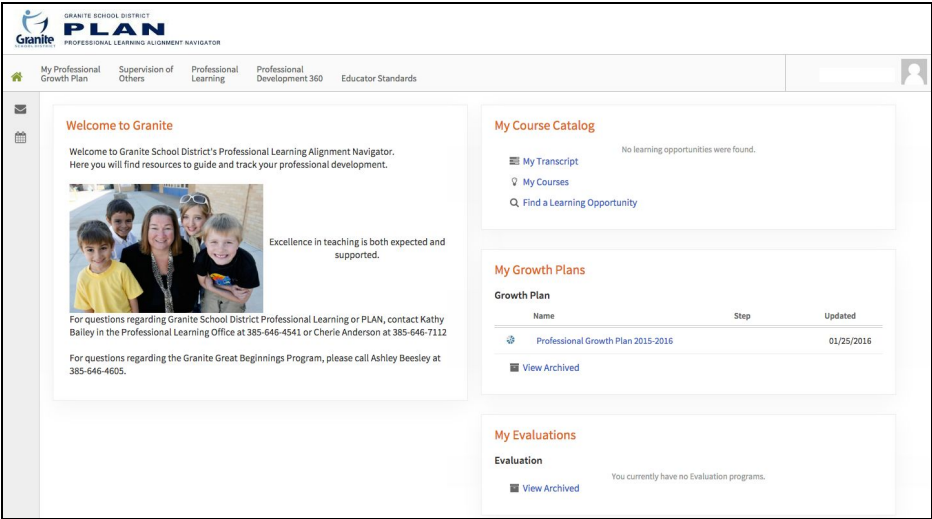 GRANITE SCHOOL DISTRICT
PLAN
PROFESSIONAL LEARNING ALIGNMENT NAVIGATOR
Granite
SCHOOL DISTRICT
My Professional Growth Plan
Supervision of Others
Professional Learning
Professional Development 360
Educator Standards
Welcome to Granite
Welcome to Granite School District's Professional Learning Alignment Navigator.
Here you will find resources to guide and track your professional development.
Excellence in teaching is both expected and
supported.
For questions regarding Granite School District Professional Learning or PLAN, contact Kathy
Bailey in the Professional Learning Office at 385-646-4541 or Cherie Anderson at 385-646-7112
For questions regarding the Granite Great Beginnings Program, please call Ashley Beesley at
385-646-4605.
My Course Catalog
No learning opportunities were found.
My Transcript
My Courses
Find a Learning Opportunity
My Growth Plans
Growth Plan
Name Step Updated
Professional Growth Plan 2015-2016 01/25/2016
View Archived
My Evaluations
Evaluation
You currently have no Evaluation programs.
View Archived